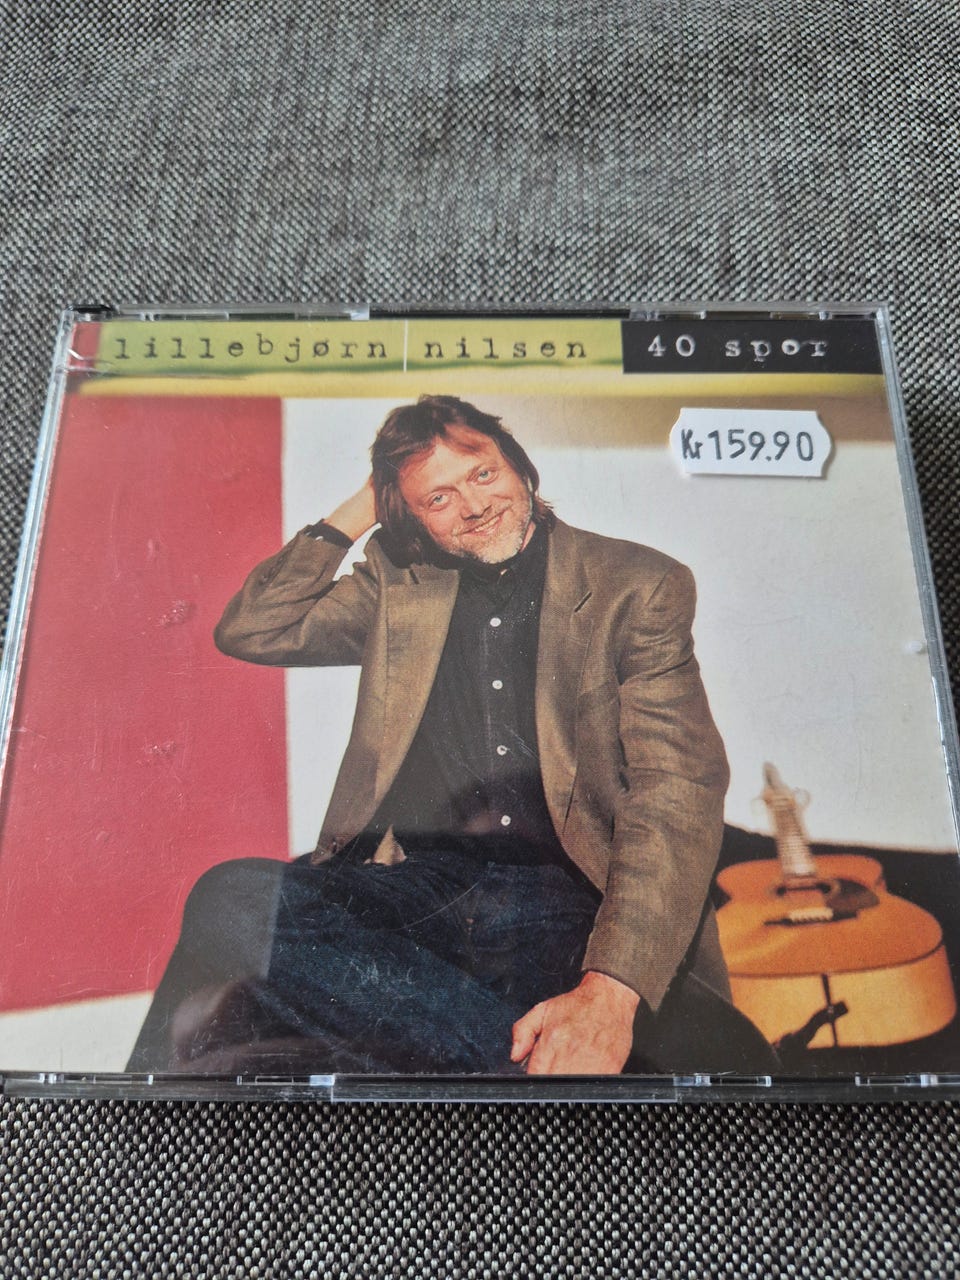 lillebjørn nilsen 40 spor
Kr 159.90